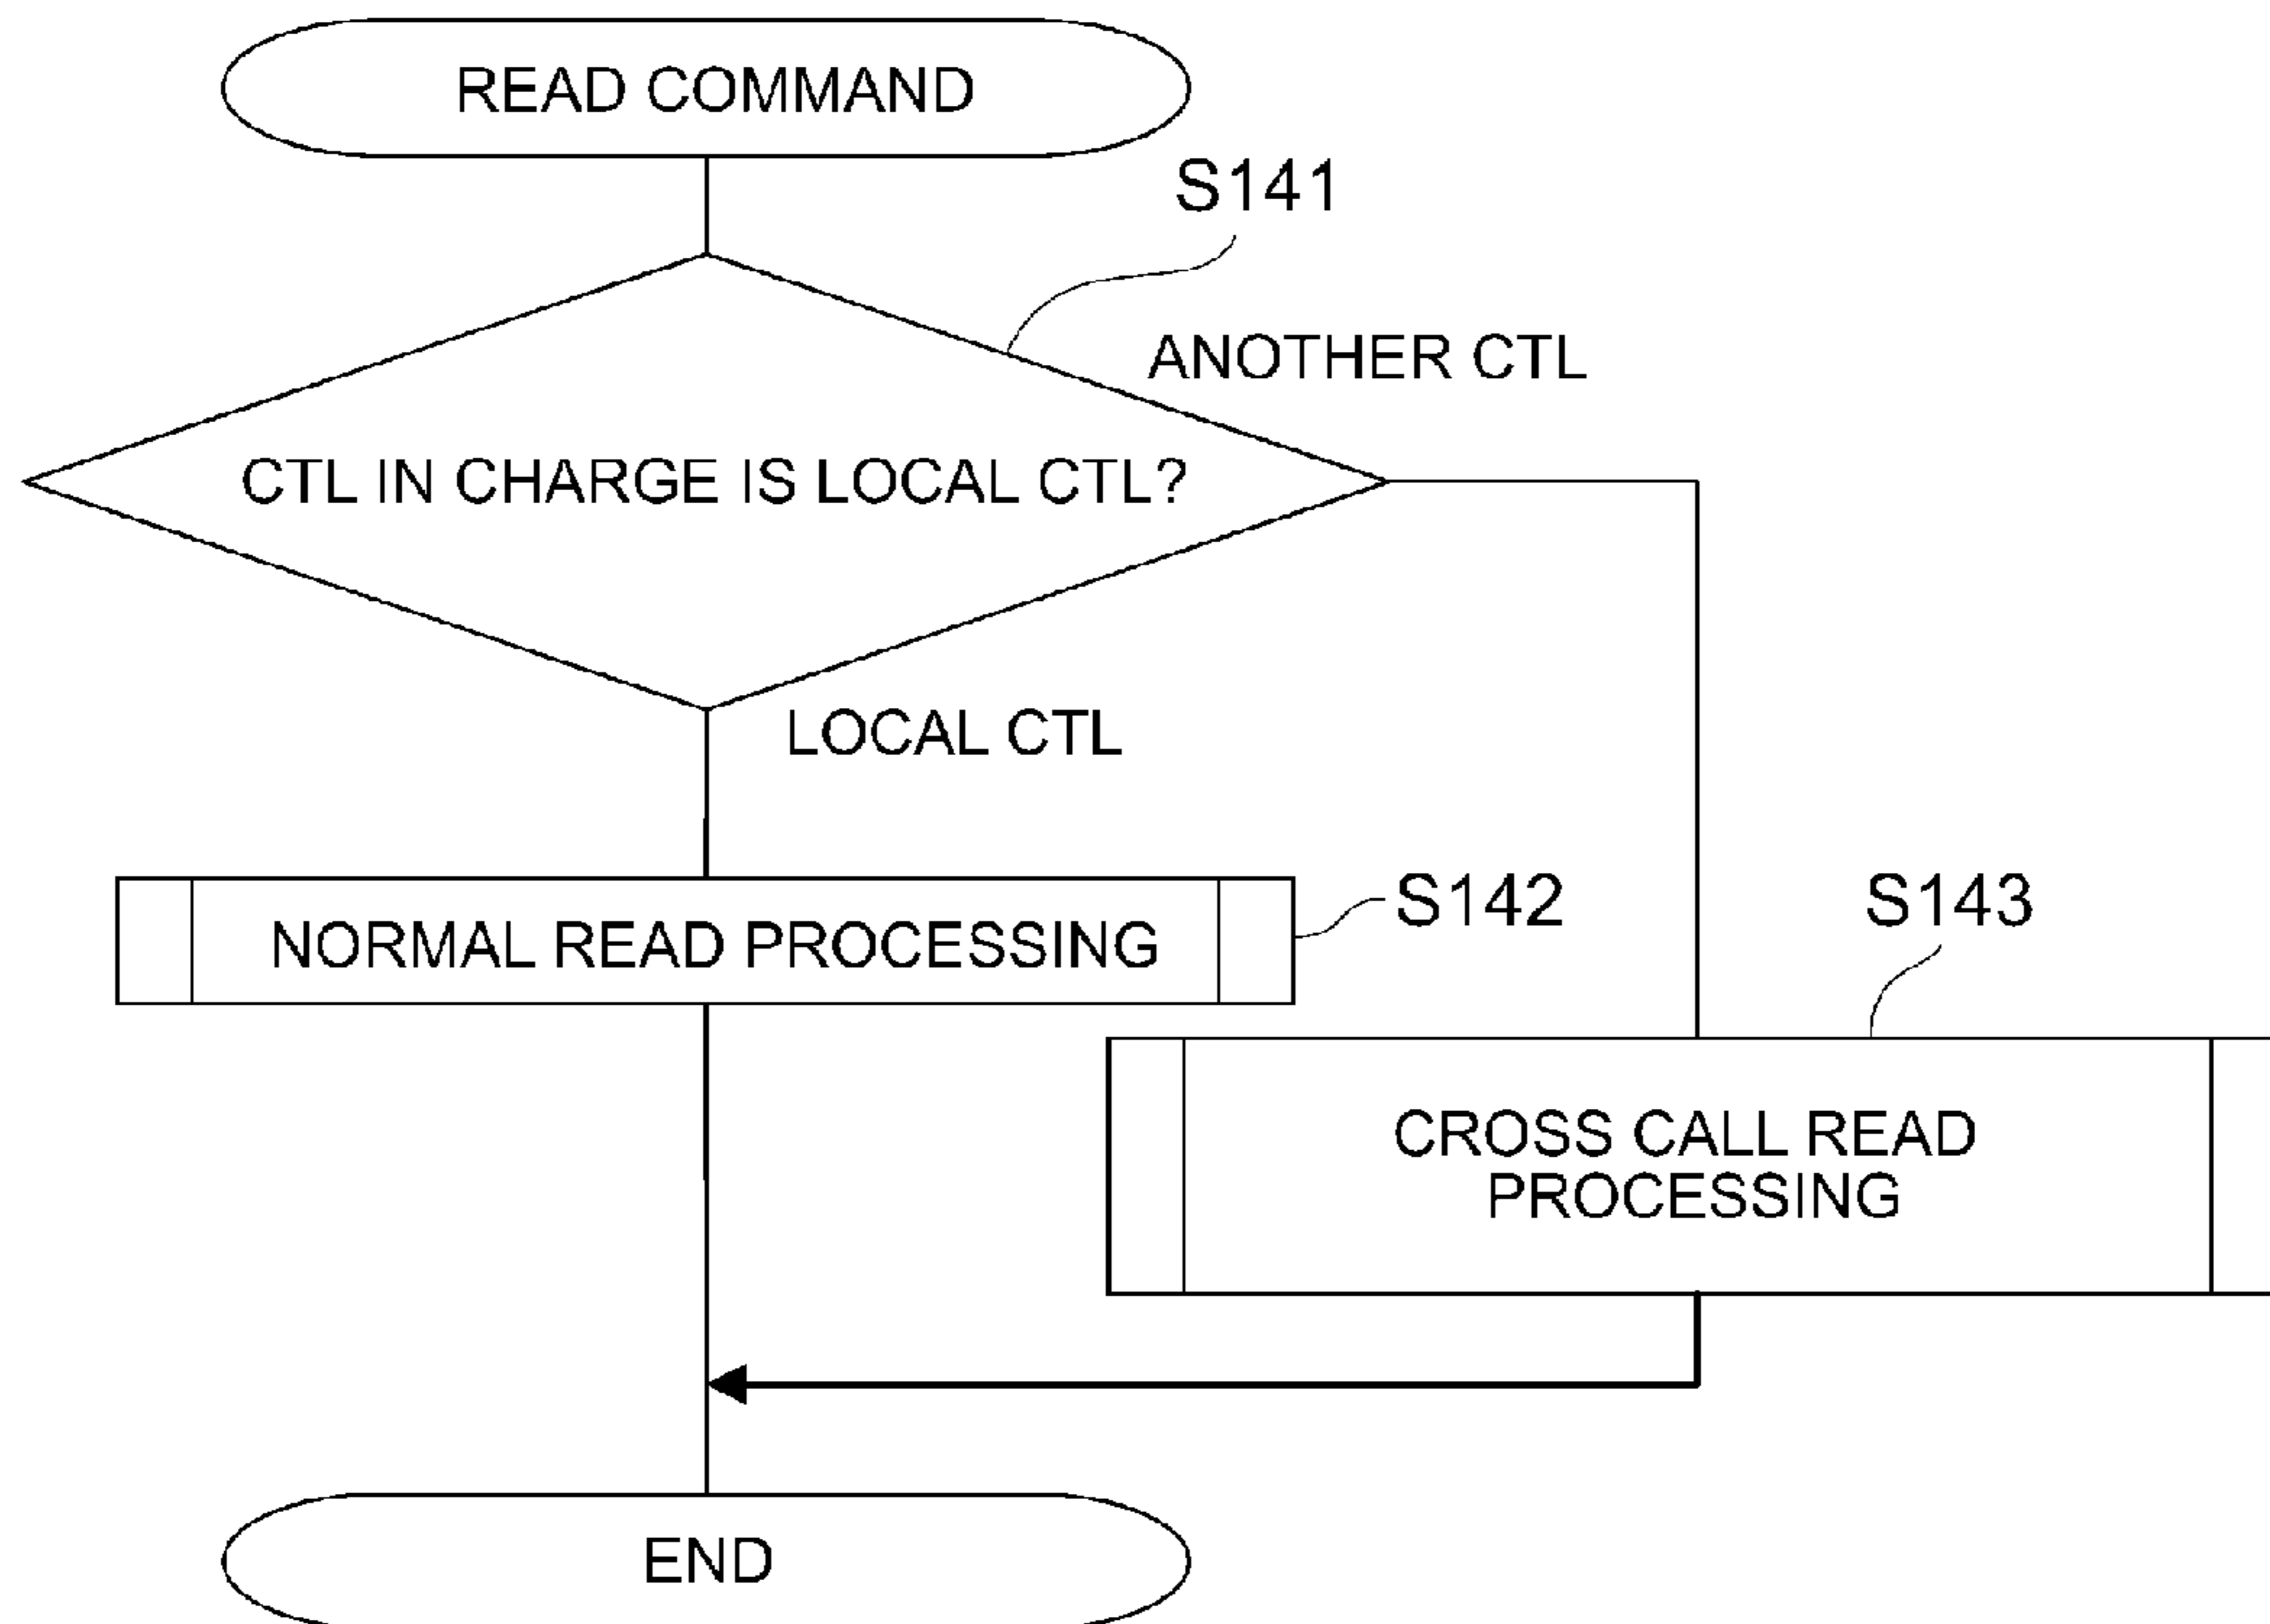 READ COMMAND
S141
ANOTHER CTL
CTL IN CHARGE IS LOCAL CTL?
LOCAL CTL
NORMAL READ PROCESSING
S142
S143
CROSS CALL READ
PROCESSING
END